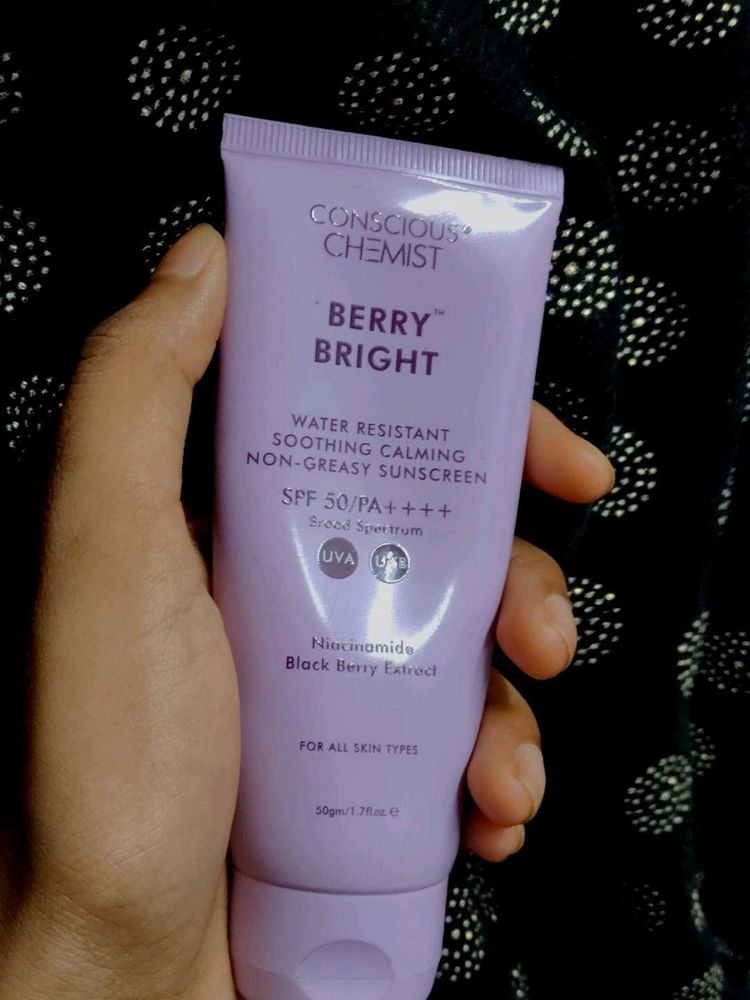 CONSCIOUS®
CHEMIST
BERRY™
BRIGHT
WATER RESISTANT
SOOTHING CALMING
NON-GREASY SUNSCREEN
SPF 50/PA++++
Broad Spectrum
UVA UVB
Niacinamide
Black Berry Extract
FOR ALL SKIN TYPES
50gm/1.7fl.oz. ℮